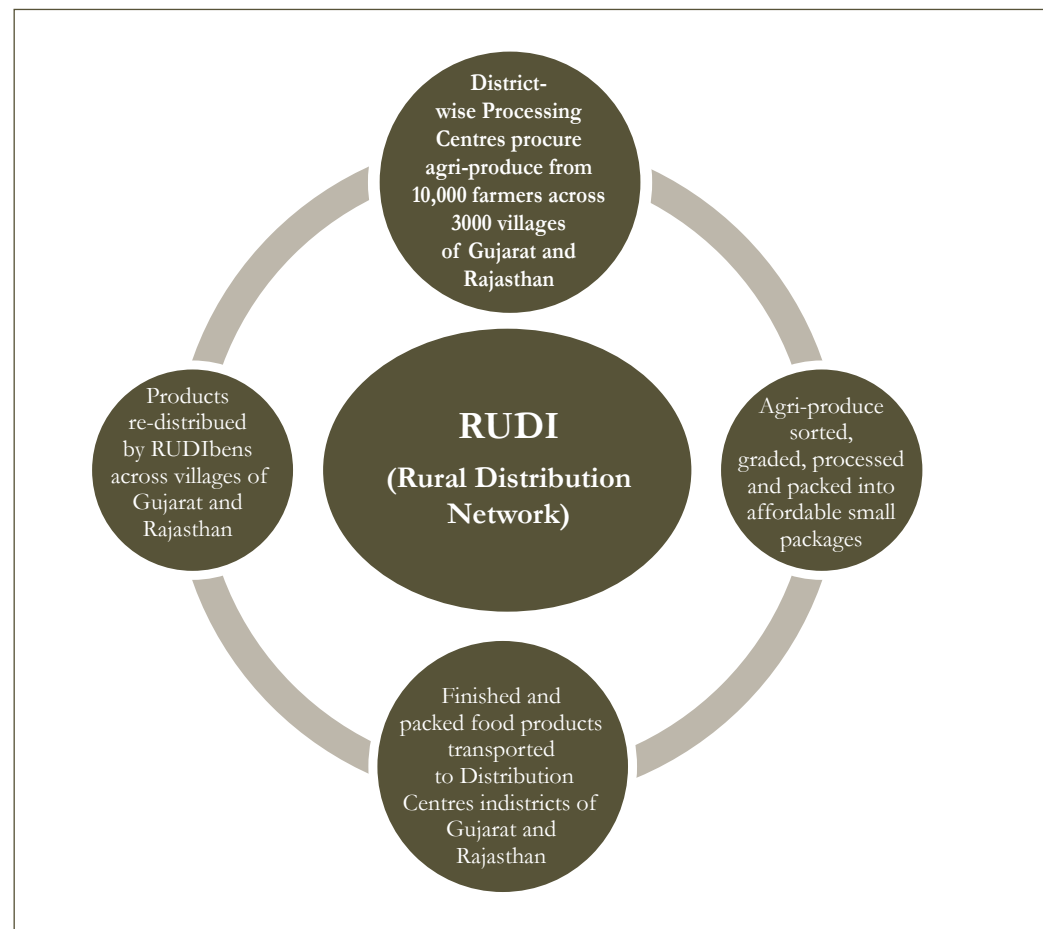 District-
wise Processing
Centres procure
agri-produce from
10,000 farmers across
3000 villages
of Gujarat and
Rajasthan
RUDI
(Rural Distribution
Network)
Products
re-distribued
by RUDIbens
across villages of
Gujarat and
Rajasthan
Agri-produce
sorted,
graded, processed
and packed into
affordable small
packages
Finished and
packed food products
transported
to Distribution
Centres indistricts of
Gujarat and
Rajasthan